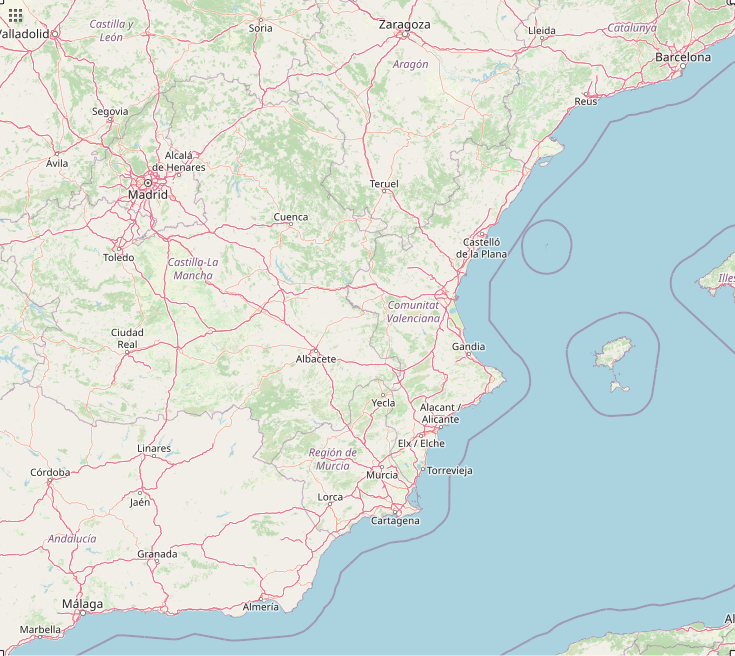 Castilla y
León
Valladolid
Soria
Zaragoza
Lleida
Catalunya
Barcelona
Aragón
Reus
Segovia
Ávila
Alcalá
de Henares
Madrid
Teruel
Cuenca
Toledo
Castilla-La
Mancha
Castelló
de la Plana
Illes
Comunitat
Valenciana
Ciudad
Real
Albacete
Gandia
Yecla
Alacant /
Alicante
Elx / Elche
Linares
Región de
Murcia
Murcia
Torrevieja
Córdoba
Jaén
Lorca
Cartagena
Andalucía
Granada
Málaga
Almería
Marbella
Al